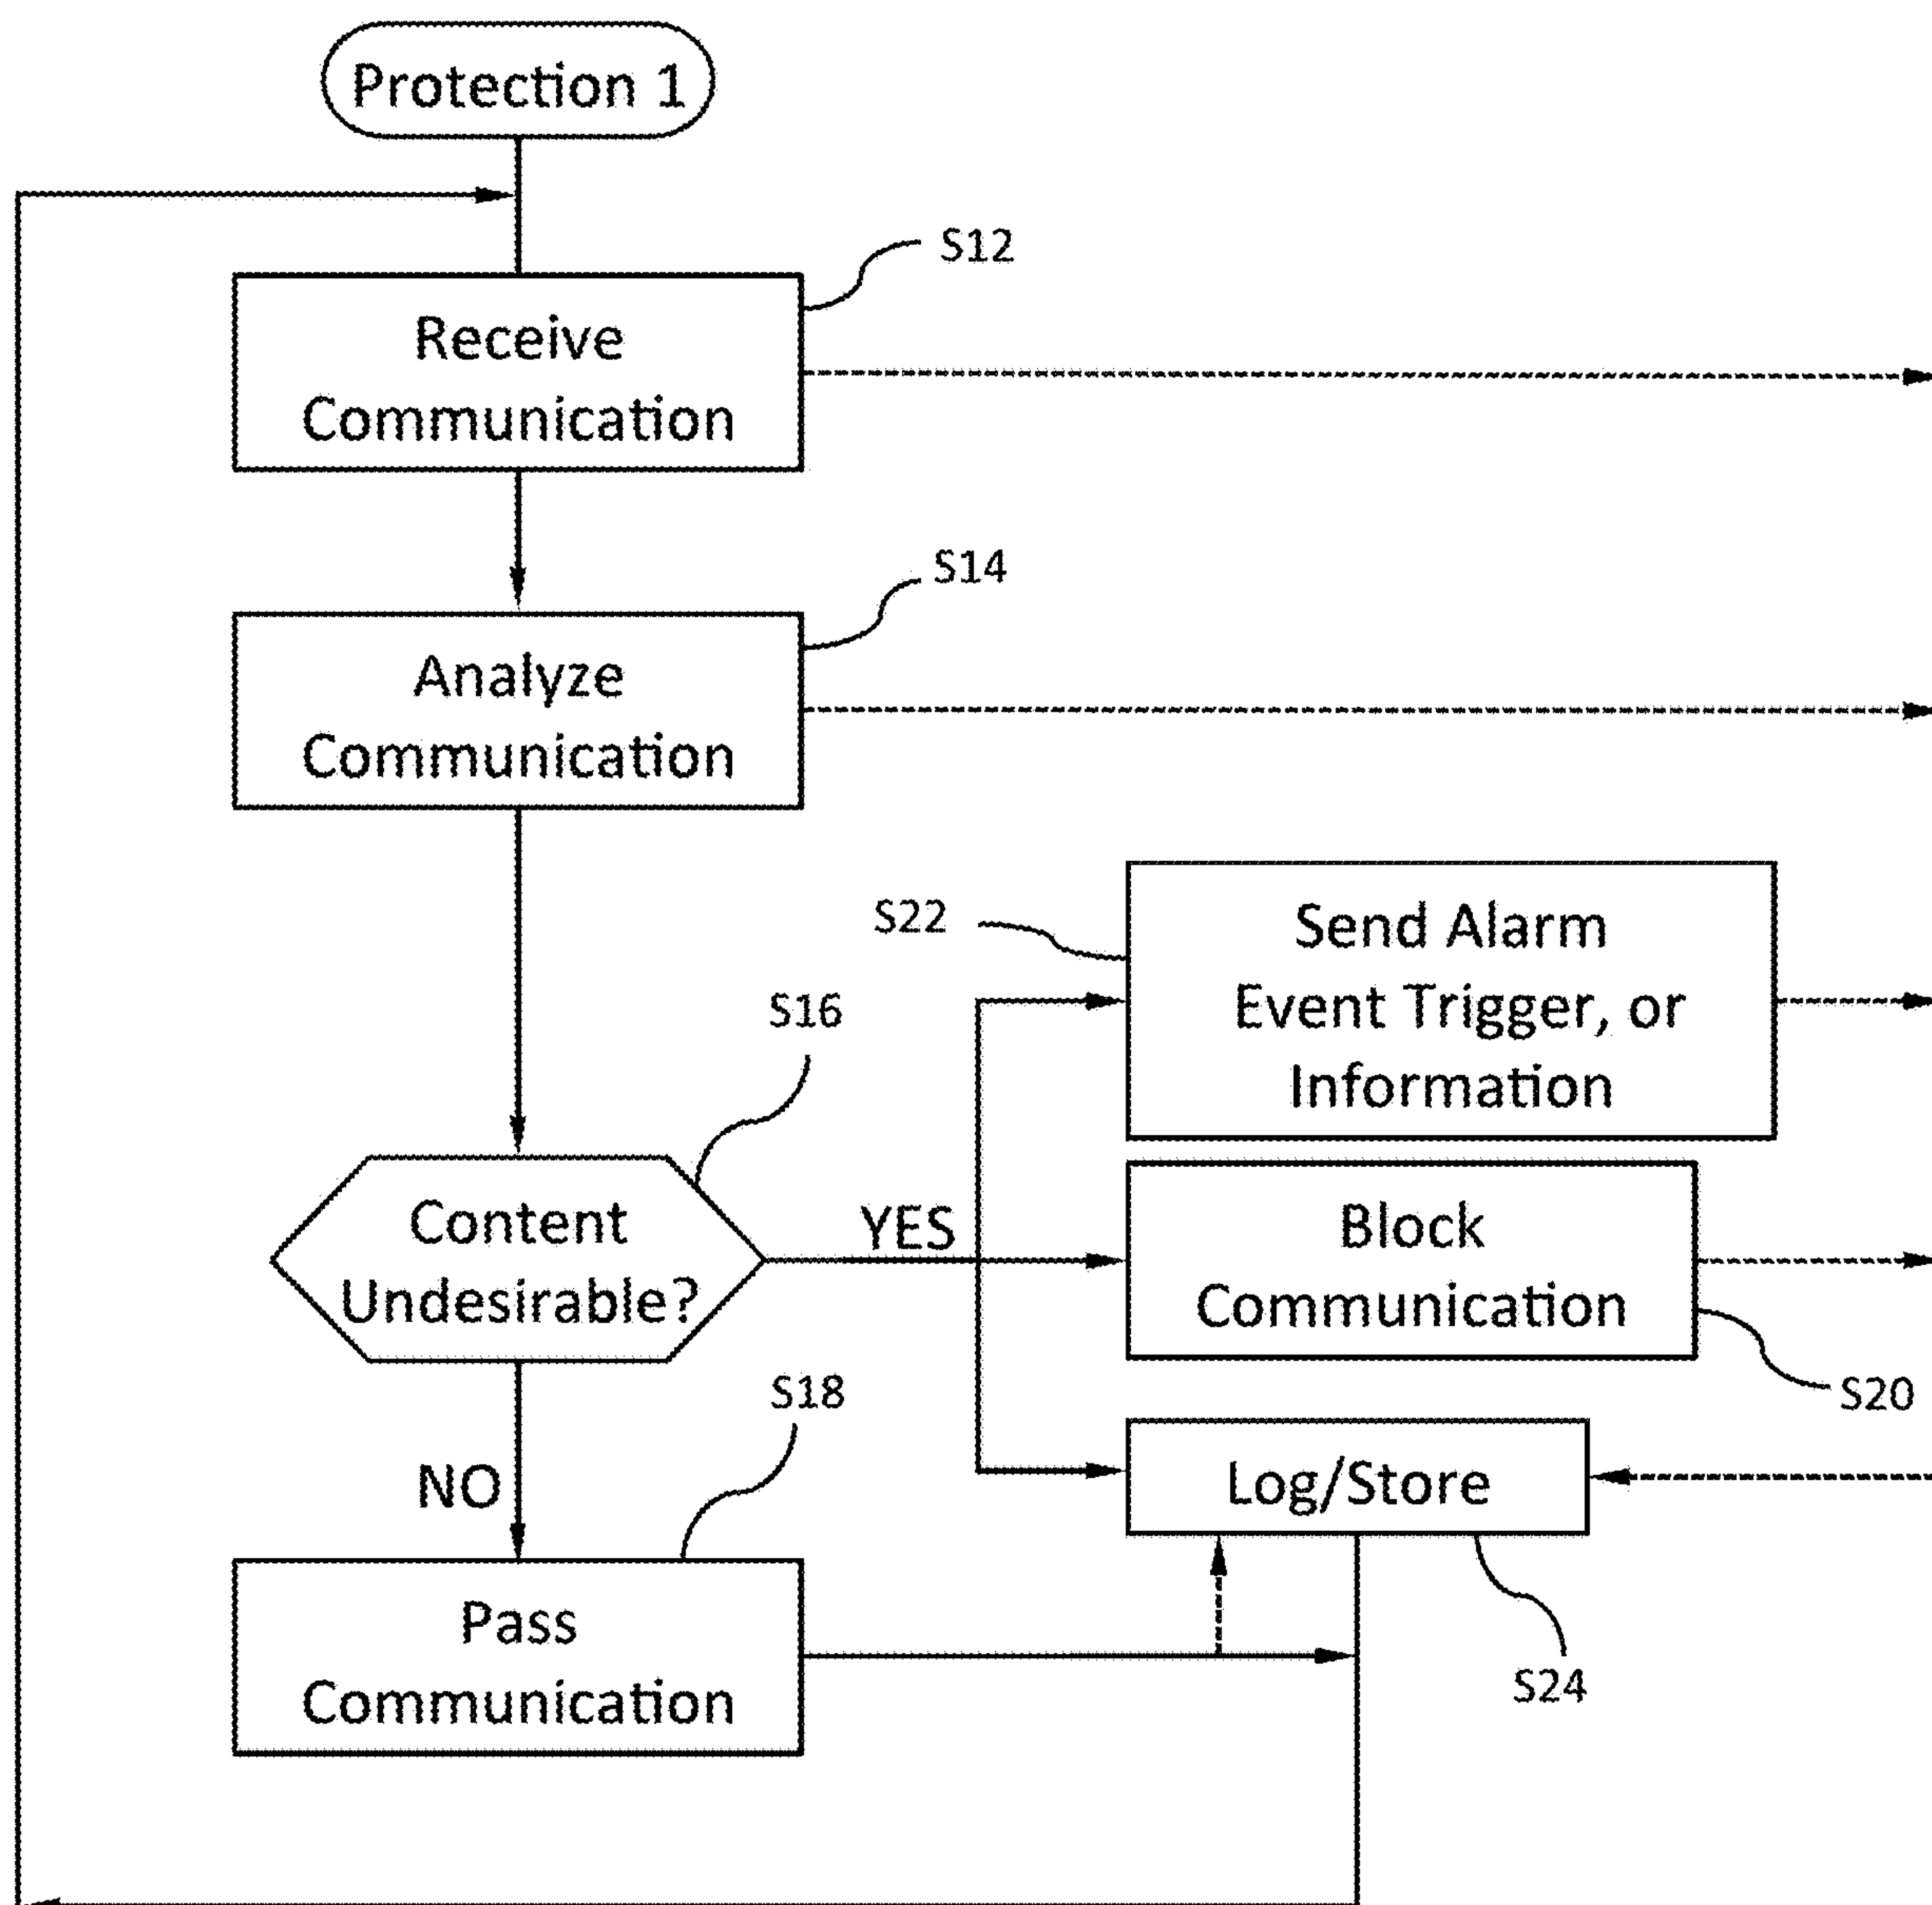 Protection 1
S12
Receive
Communication
S14
Analyze
Communication
S22
Send Alarm
Event Trigger, or
Information
S16
Content
Undesirable?
YES
Block
Communication
S20
S18
NO
Log/Store
Pass
Communication
S24